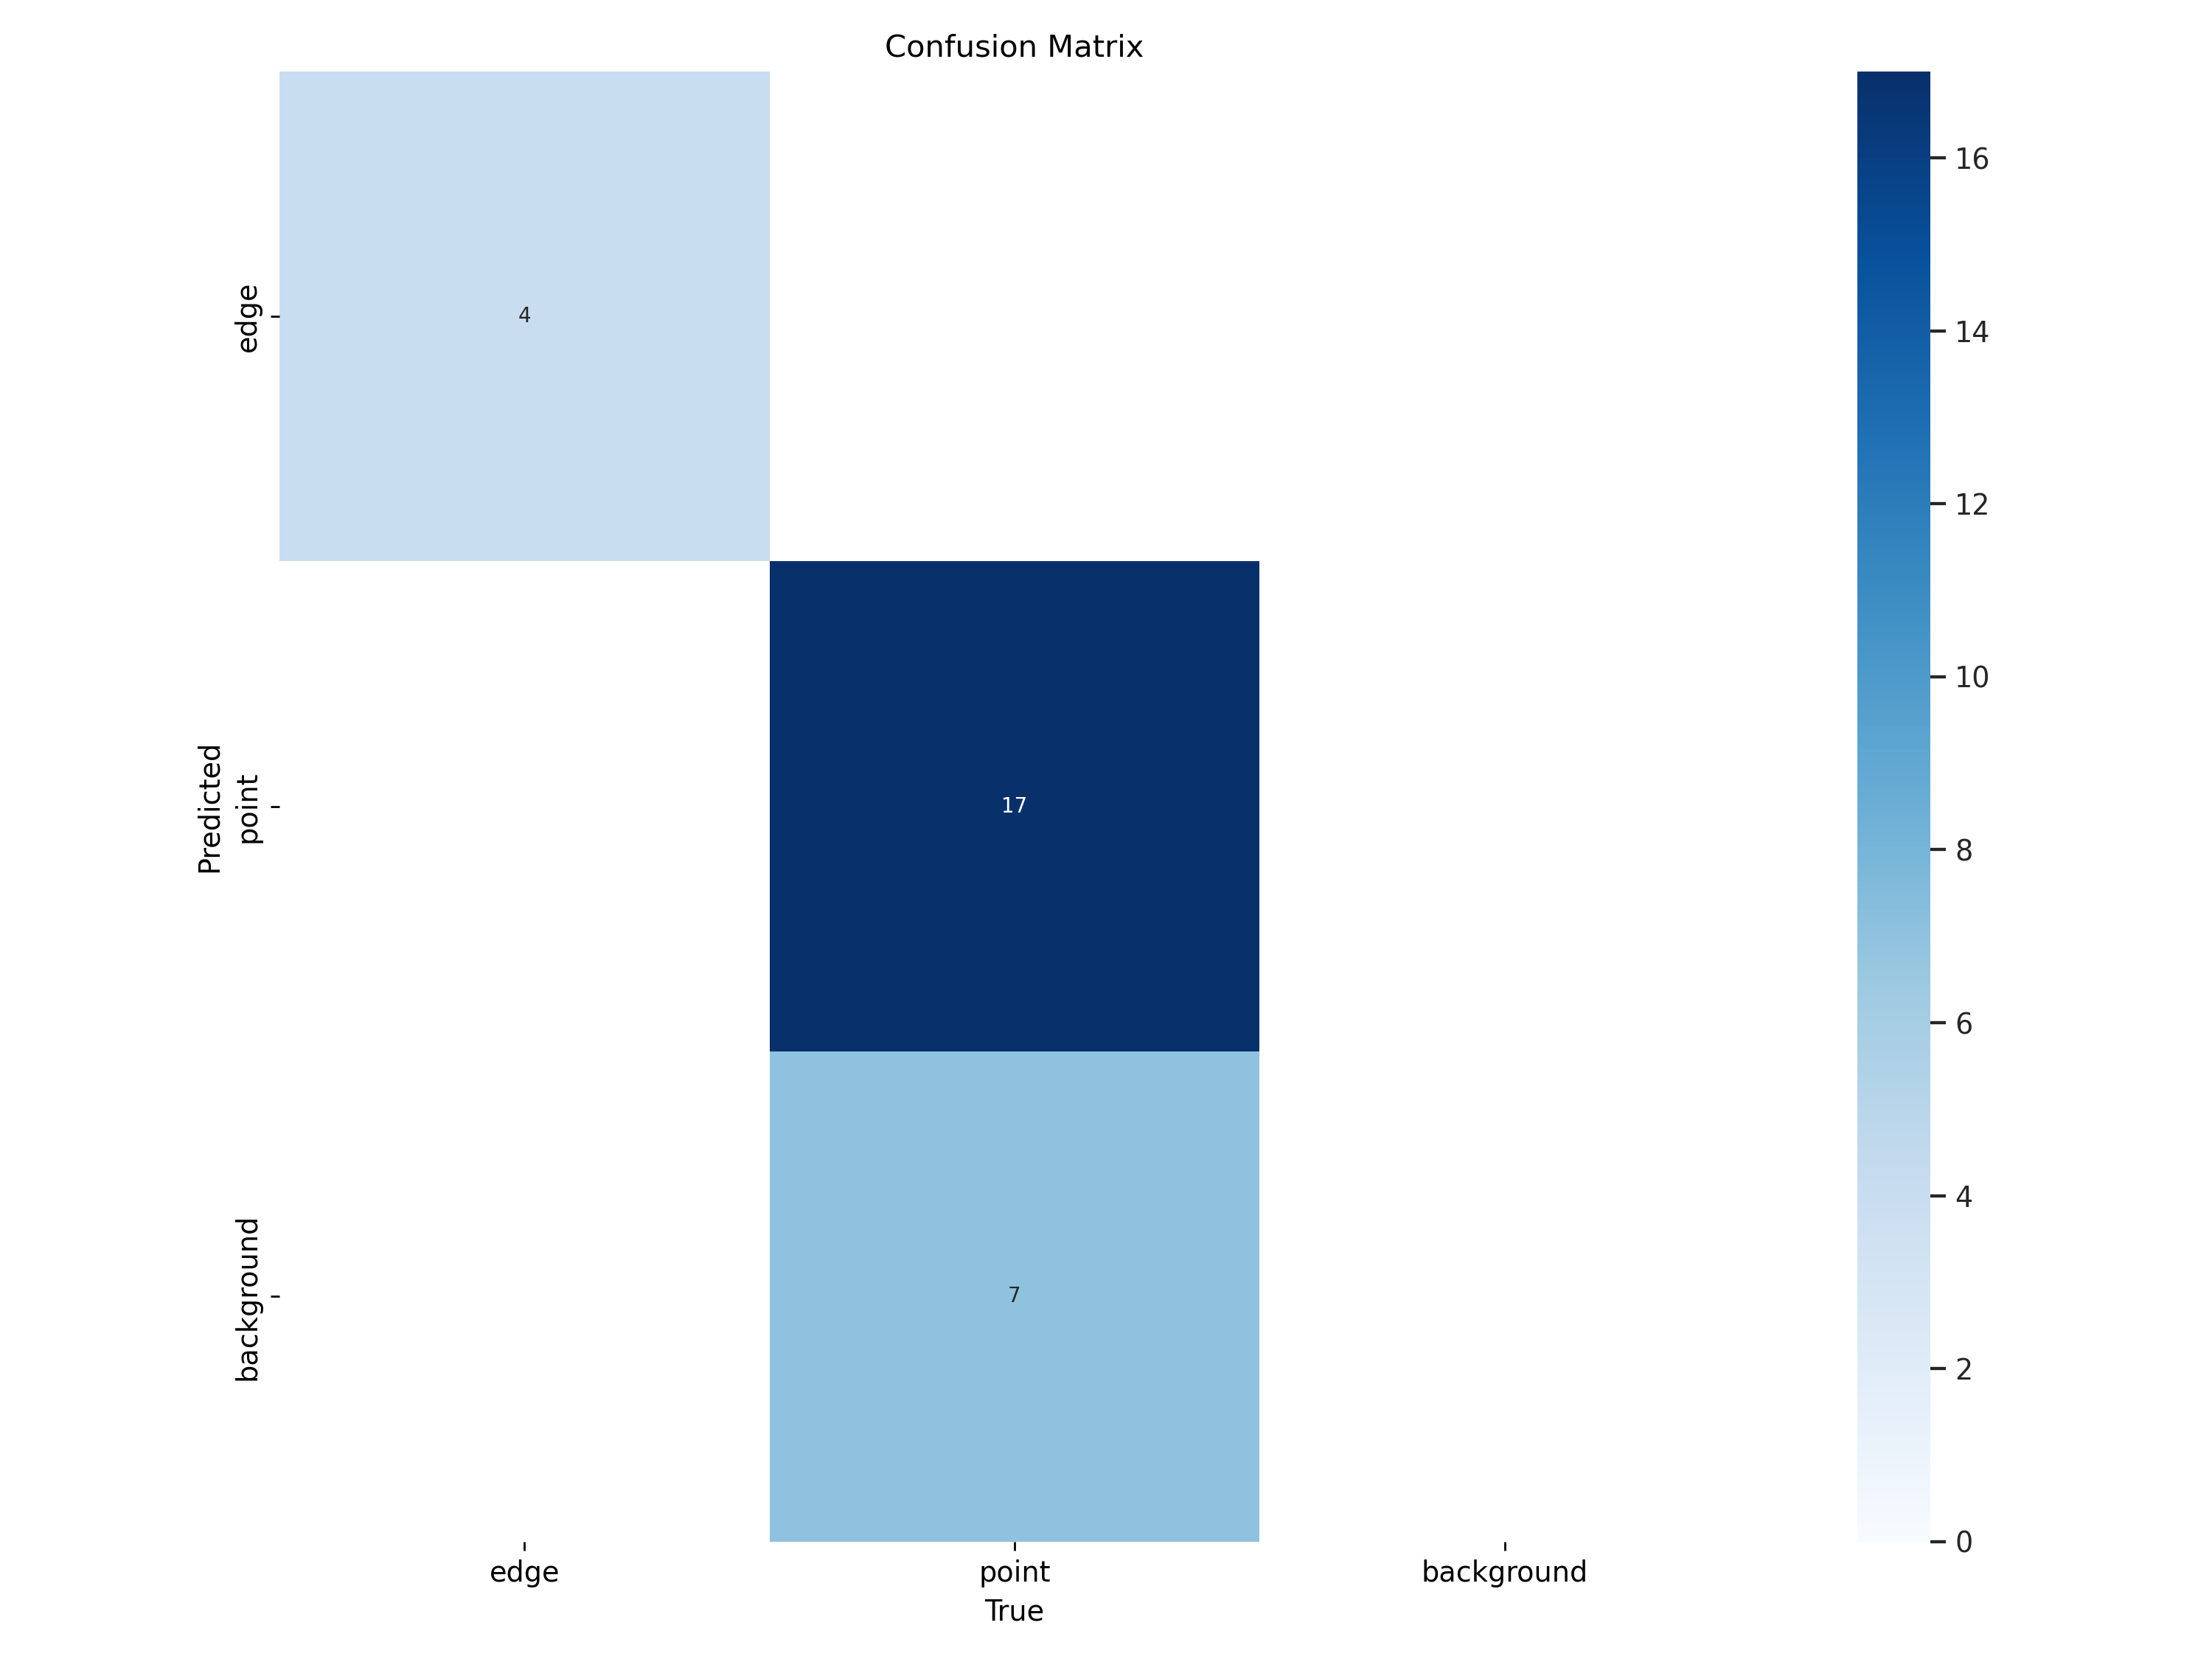 Confusion Matrix
edge
4
Predicted
point
17
background
7
edge point background
True
16
14
12
10
8
6
4
2
0